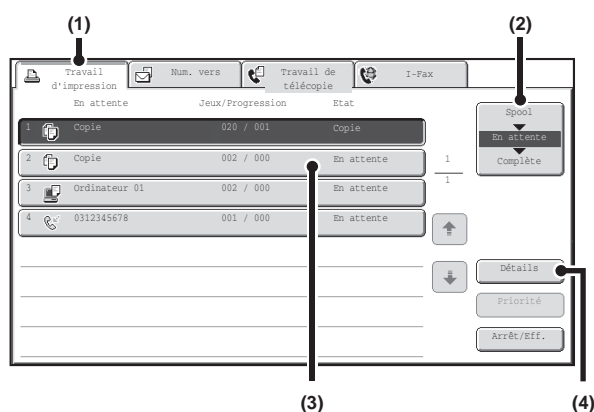 (1) (2)
Travail d'impression
Num. vers
Travail de télécopie
I-Fax
En attente Jeux/Progression Etat
1 Copie 020 / 001 Copie
2 Copie 002 / 000 En attente
3 Ordinateur 01 002 / 000 En attente
4 0312345678 001 / 000 En attente
1
1
Spool
En attente
Complète
Détails
Priorité
Arrêt/Eff.
(3) (4)